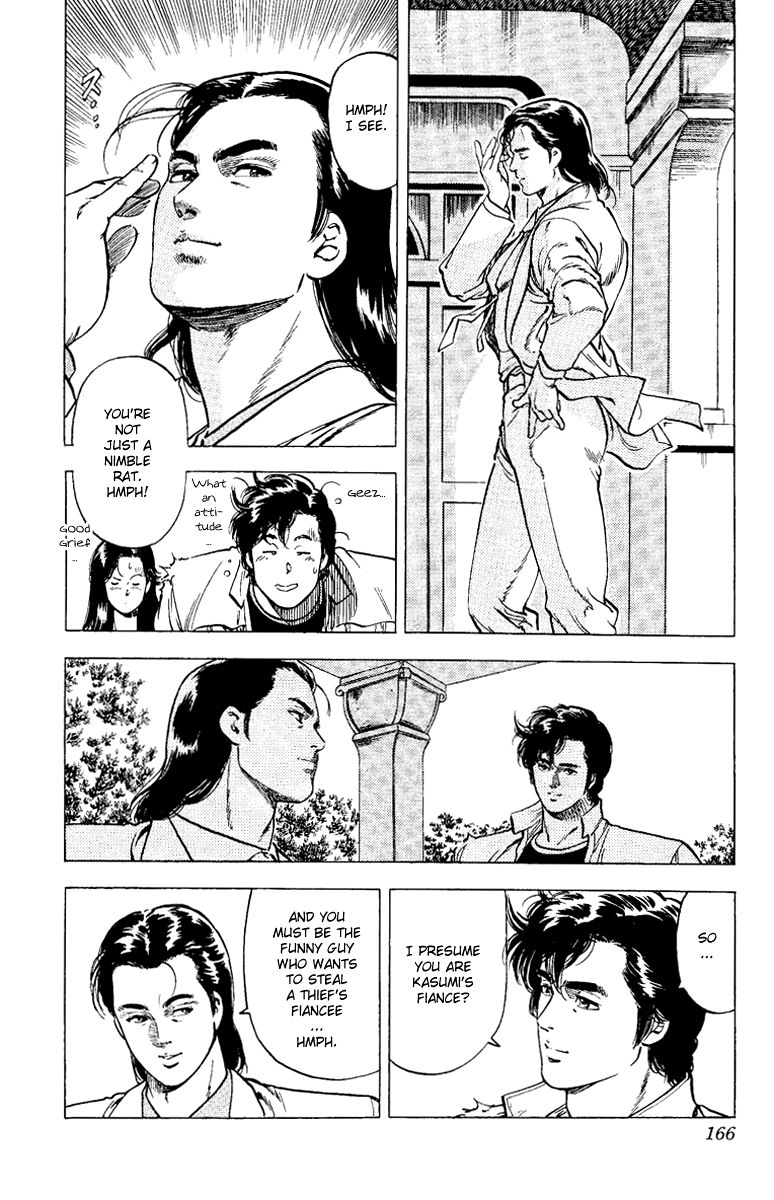 HMPH!
I SEE.
YOU'RE
NOT
JUST A
NIMBLE
RAT.
HMPH!
Geez...
What
an
atti-
tude
...
Good
Grief
...
SO
...
I PRESUME
YOU ARE
KASUMI'S
FIANCE?
AND YOU
MUST BE THE
FUNNY GUY
WHO WANTS
TO STEAL
A THIEF'S
FIANCEE
...
HMPH.
166